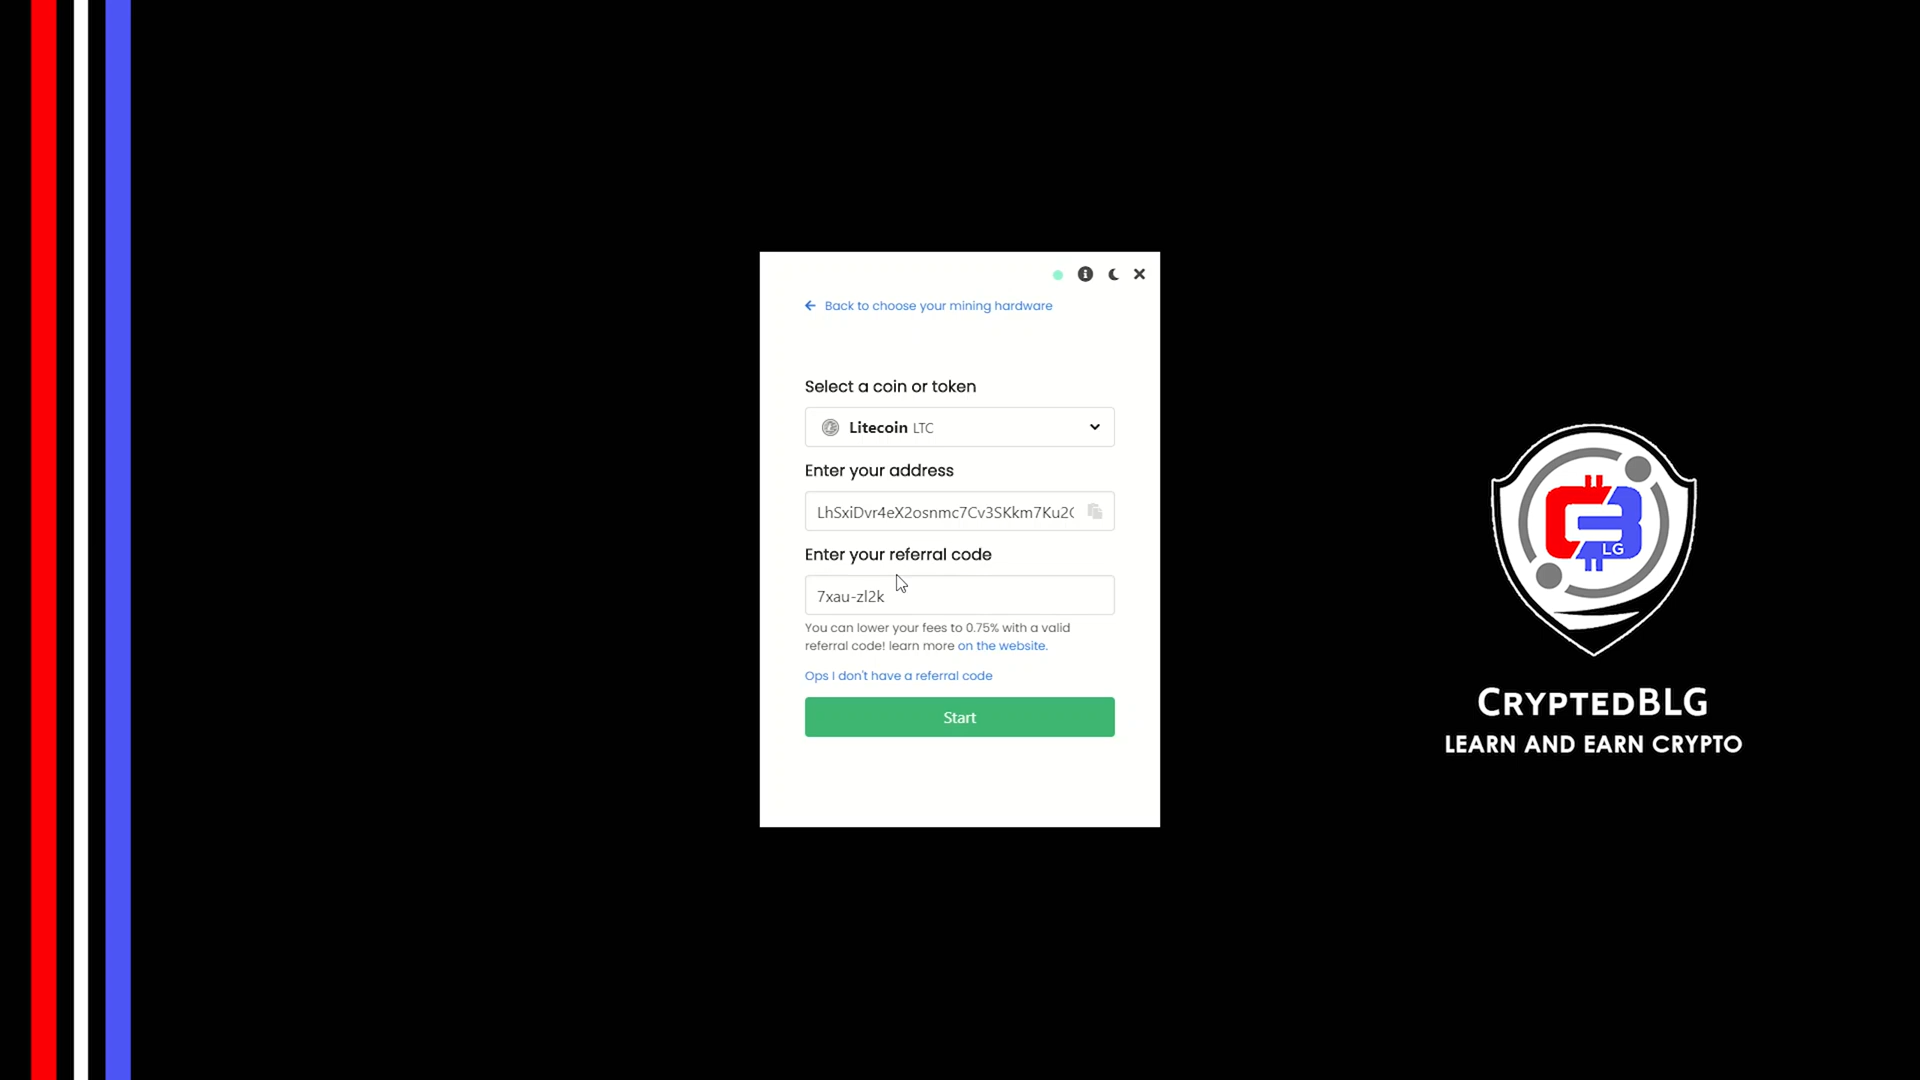 Back to choose your mining hardware
Select a coin or token
Litecoin LTC
Enter your address
LhSxiDvr4eX2osnmc7Cv3SKkm7Ku2
Enter your referral code
7xau-zl2k
You can lower your fees to 0.75% with a valid
referral code! learn more on the website.
Ops I don't have a referral code
Start
CB
LG
CRYPTEDBLG
LEARN AND EARN CRYPTO